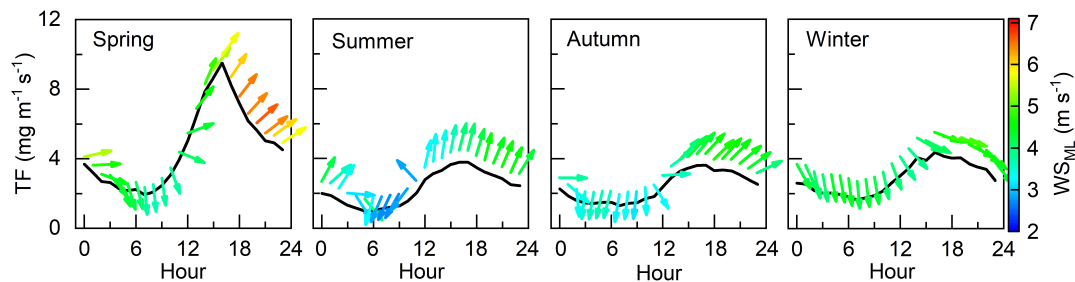 12
8
4
0
TF (mg m⁻¹ s⁻¹)
Spring
Summer
Autumn
Winter
0 6 12 18 24
0 6 12 18 24
0 6 12 18 24
0 6 12 18 24
Hour
Hour
Hour
Hour
7
6
5
4
3
2
WS_ML (m s⁻¹)